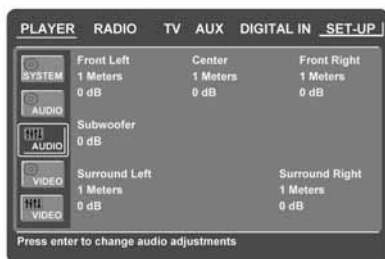 PLAYER RADIO TV AUX DIGITAL IN SET-UP
SYSTEM
AUDIO
AUDIO
VIDEO
VIDEO
Front Left
1 Meters
0 dB
Center
1 Meters
0 dB
Front Right
1 Meters
0 dB
Subwoofer
0 dB
Surround Left
1 Meters
0 dB
Surround Right
1 Meters
0 dB
Press enter to change audio adjustments